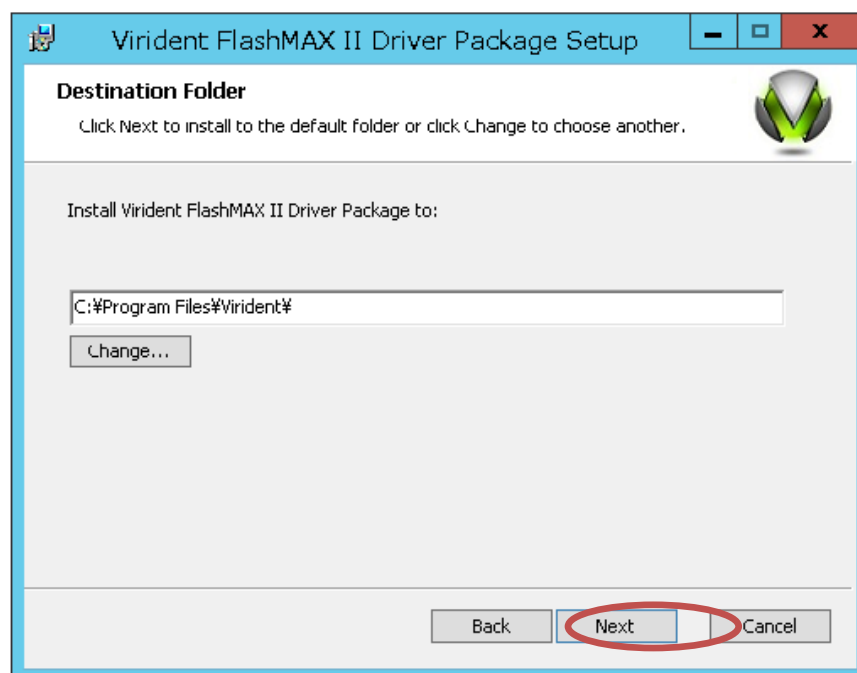 Virident FlashMAX II Driver Package Setup
Destination Folder
Click Next to install to the default folder or click Change to choose another.
Install Virident FlashMAX II Driver Package to:
C:¥Program Files¥Virident¥
Change...
Back Next Cancel